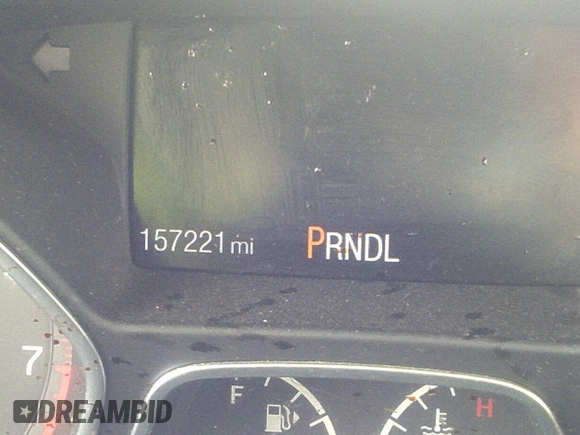 157221 mi PRNDL
7
F H
DREAMBID